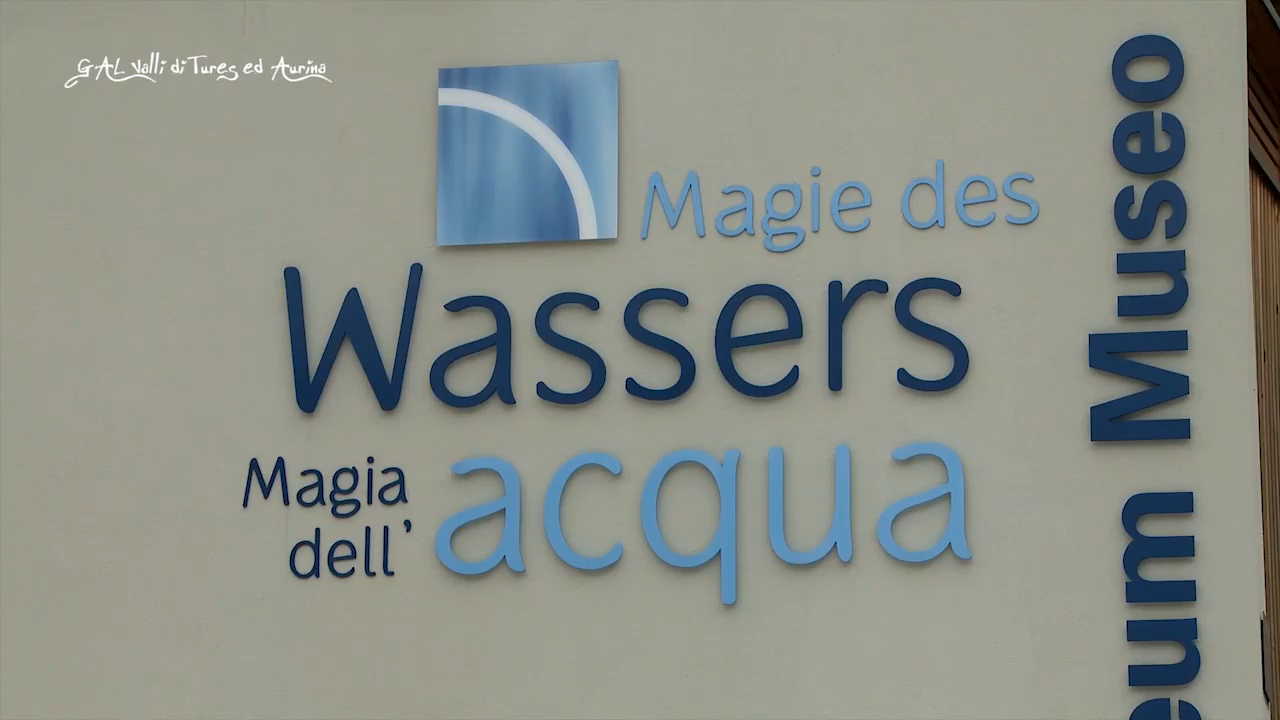 GAL Valli di Tures ed Aurina
Magie des
Wassers
Magia
dell'
acqua
eum Museo